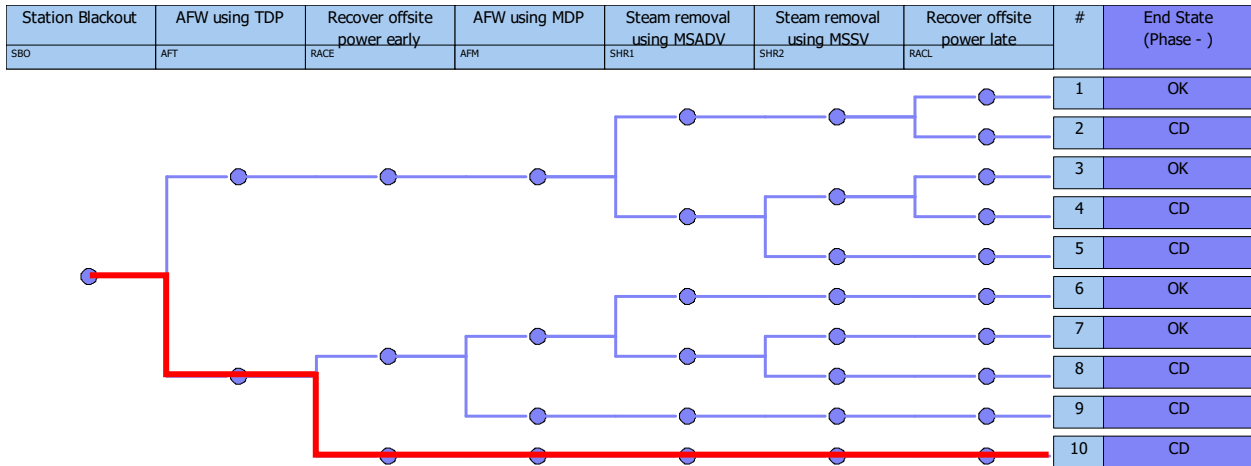 Station Blackout
AFW using TDP
Recover offsite
power early
AFW using MDP
Steam removal
using MSADV
Steam removal
using MSSV
Recover offsite
power late
#
End State
(Phase - )
SBO
AFT
RACE
AFM
SHR1
SHR2
RACL
1 OK
2 CD
3 OK
4 CD
5 CD
6 OK
7 OK
8 CD
9 CD
10 CD